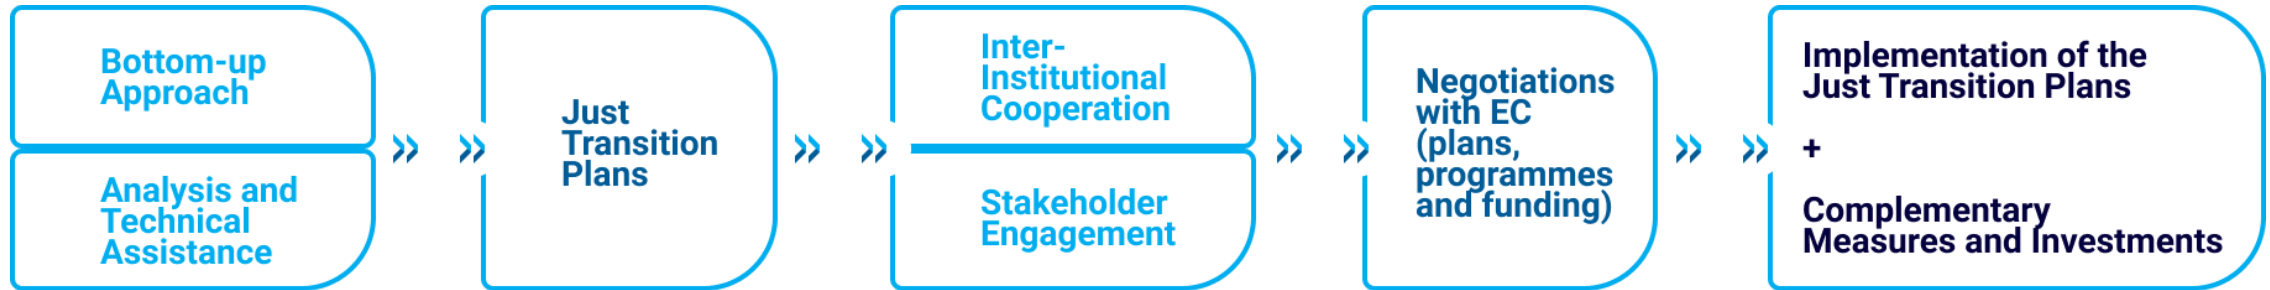 Bottom-up
Approach
Analysis and
Technical
Assistance
Just
Transition
Plans
Inter-
Institutional
Cooperation
Stakeholder
Engagement
Negotiations
with EC
(plans,
programmes
and funding)
Implementation of the
Just Transition Plans
+
Complementary
Measures and Investments